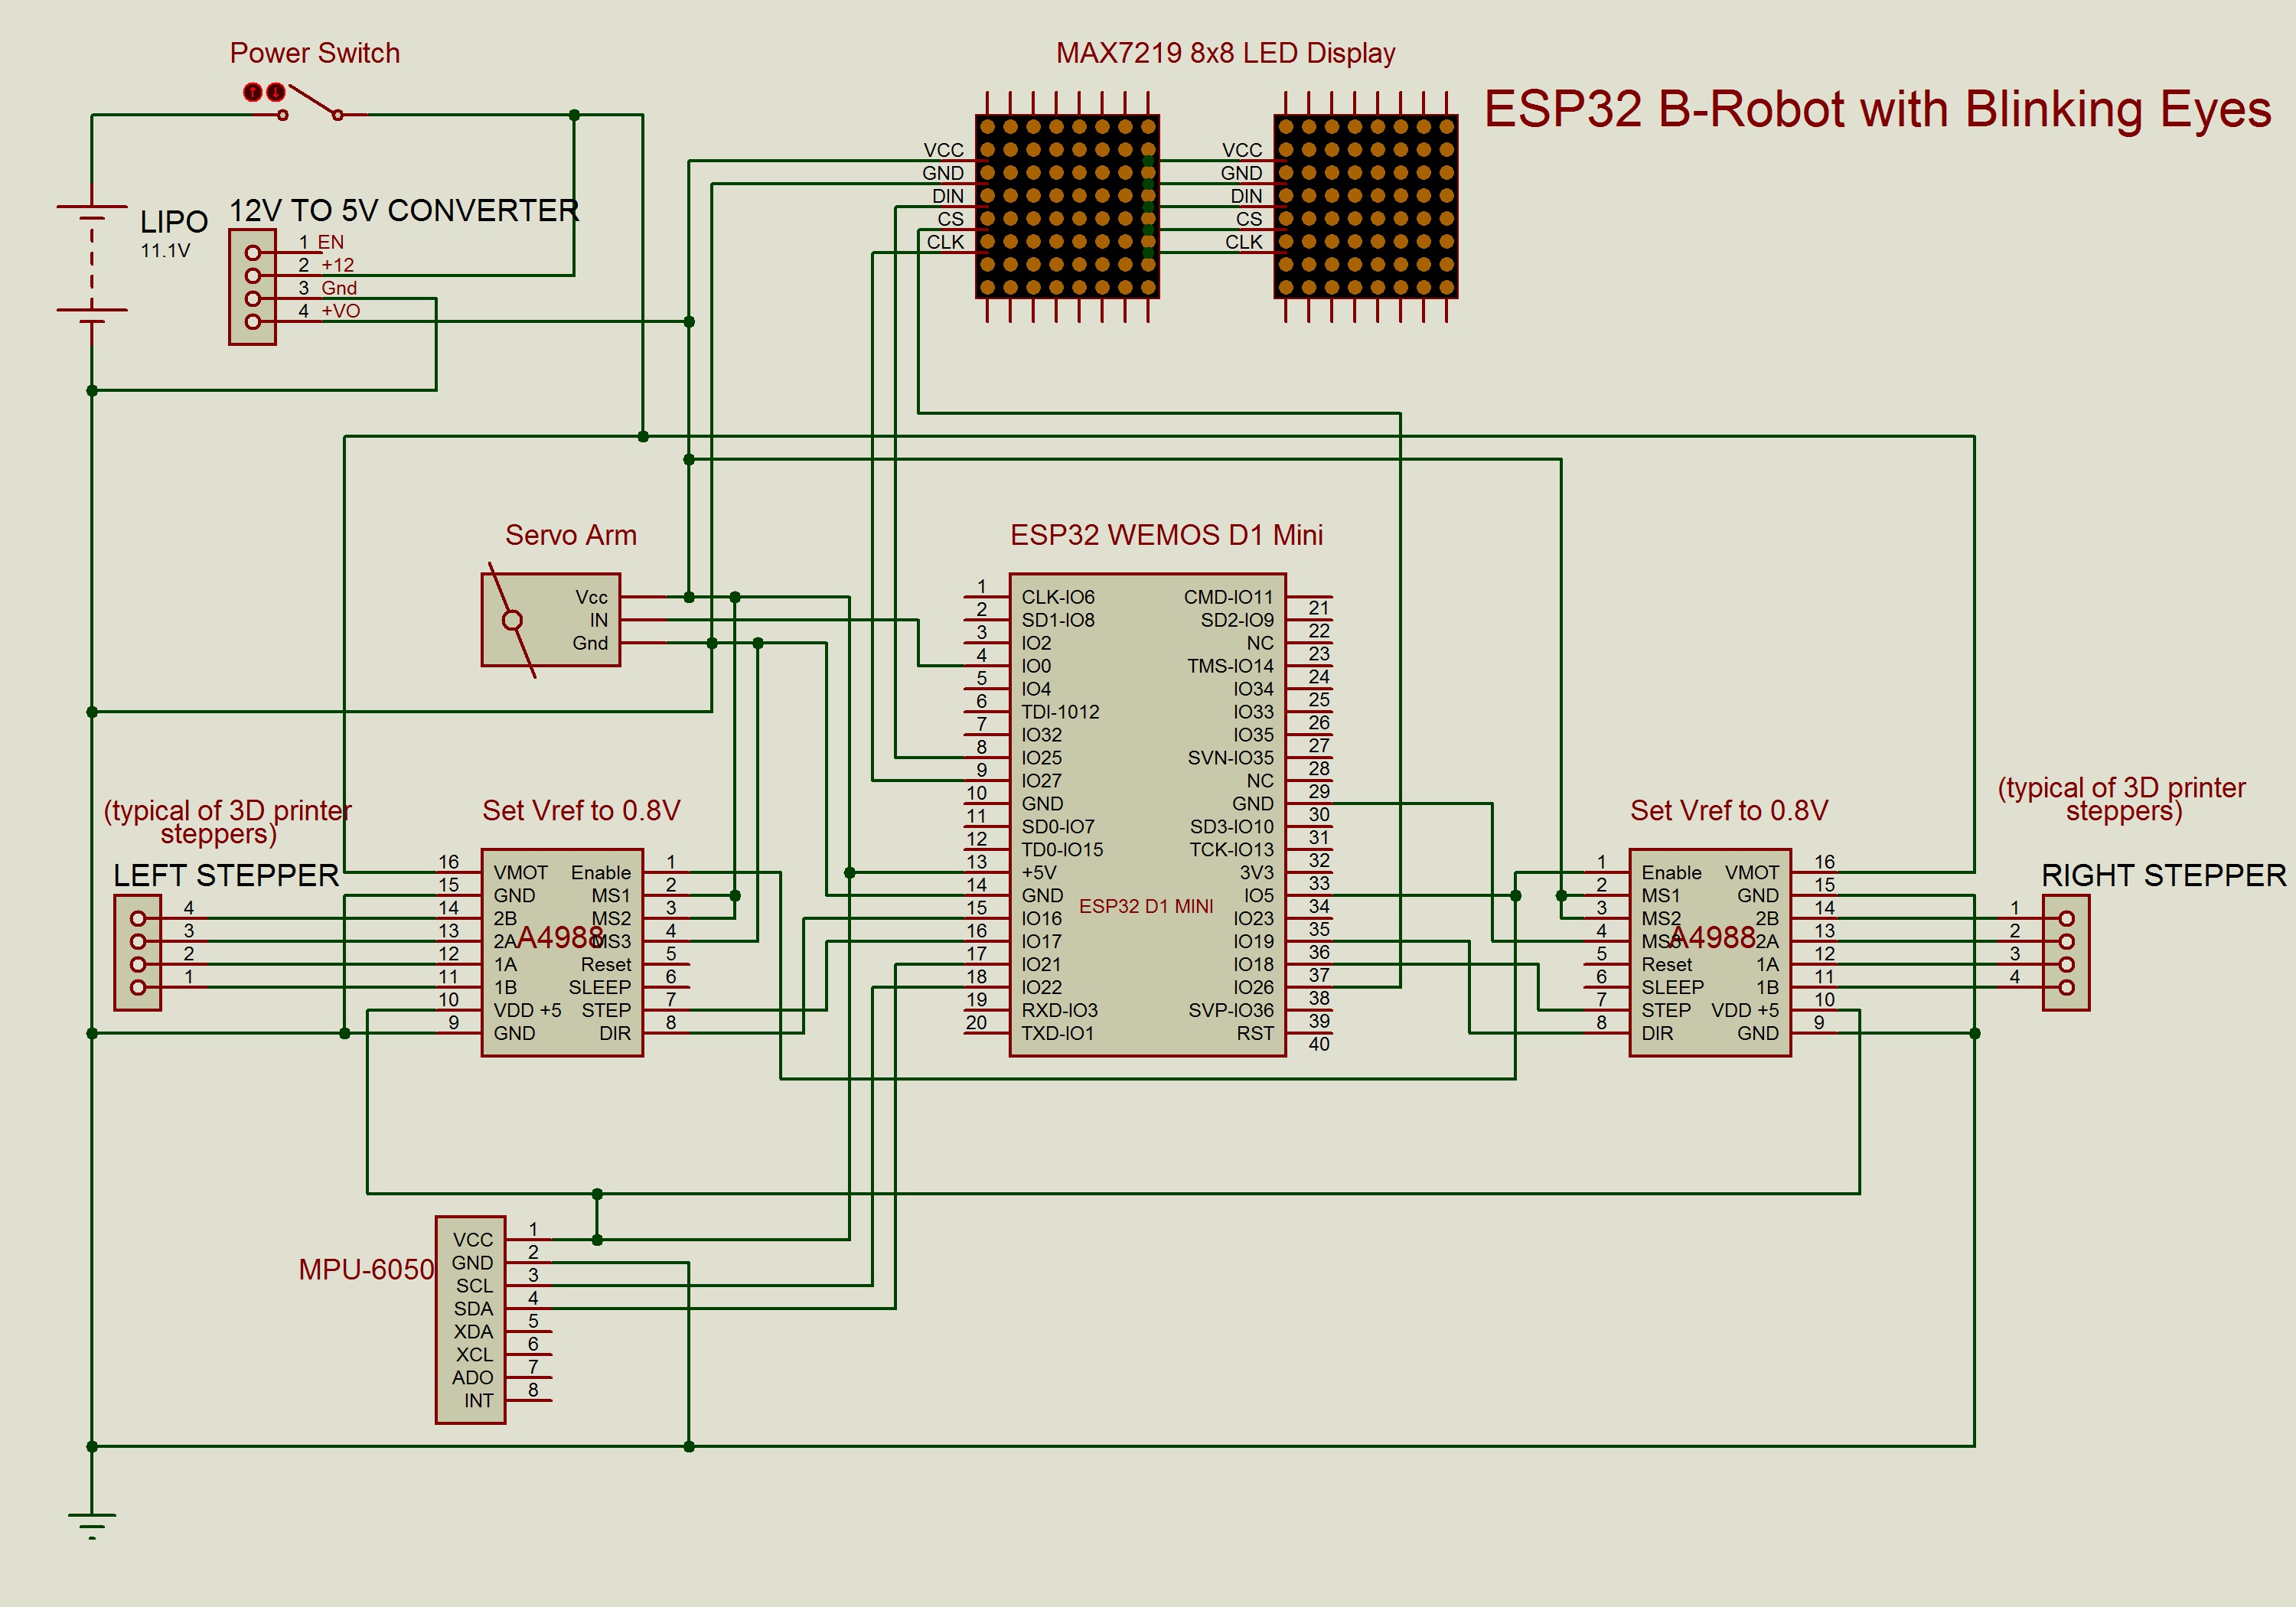 Power Switch
MAX7219 8x8 LED Display
ESP32 B-Robot with Blinking Eyes
LIPO
11.1V
12V TO 5V CONVERTER
1 EN
2 +12
3 Gnd
4 +VO
VCC
GND
DIN
CS
CLK
VCC
GND
DIN
CS
CLK
Servo Arm
Vcc
IN
Gnd
ESP32 WEMOS D1 Mini
1 CLK-IO6
2 SD1-IO8
3 IO2
4 IO0
5 IO4
6 TDI-1012
7 IO32
8 IO25
9 IO27
10 GND
11 SD0-IO7
12 TD0-IO15
13 +5V
14 GND
15 IO16
16 IO17
17 IO21
18 IO22
19 RXD-IO3
20 TXD-IO1
CMD-IO11 21
SD2-IO9 22
NC 23
TMS-IO14 24
IO34 25
IO33 26
IO35 27
SVN-IO35 28
NC 29
GND 30
SD3-IO10 31
TCK-IO13 32
3V3 33
IO5 34
IO23 35
IO19 36
IO18 37
IO26 38
SVP-IO36 39
RST 40
ESP32 D1 MINI
(typical of 3D printer
steppers)
LEFT STEPPER
4
3
2
1
Set Vref to 0.8V
16 VMOT
15 GND
14 2B
13 2A
12 1A
11 1B
10 VDD +5
9 GND
A4988
Enable 1
MS1 2
MS2 3
MS3 4
Reset 5
SLEEP 6
STEP 7
DIR 8
Set Vref to 0.8V
1 Enable
2 MS1
3 MS2
4 MS3
5 Reset
6 SLEEP
7 STEP
8 DIR
A4988
VMOT 16
GND 15
2B 14
2A 13
1A 12
1B 11
VDD +5 10
GND 9
(typical of 3D printer
steppers)
RIGHT STEPPER
1
2
3
4
MPU-6050
VCC 1
GND 2
SCL 3
SDA 4
XDA 5
XCL 6
ADO 7
INT 8